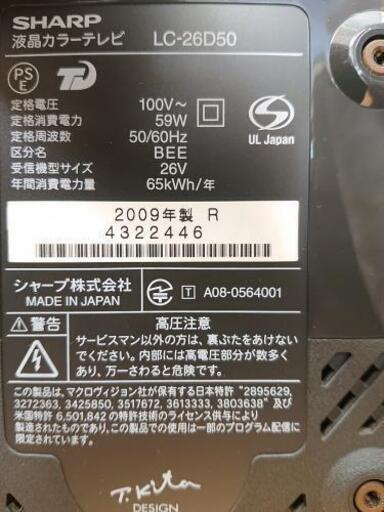 SHARP
液晶カラーテレビ LC-26D50
PS
E
定格電圧 100V~
定格消費電力 59W
定格周波数 50/60Hz
区分名 BEE
受信機型サイズ 26V
年間消費電力量 65kWh/年
UL Japan
2009年製 R
4322446
シャープ株式会社
MADE IN JAPAN
T A08-0564001
警告 高圧注意
サービスマン以外の方は、裏ぶたをあけないで
ください。内部には高電圧部分が数多く
あり、万一さわると危険です。
この製品は、マクロヴィジョン社が保有する日本特許 "2895629,
3272363, 3425850, 3517672, 3613333, 3803638" 及び
米国特許 6,501,842 の特許技術のライセンス供与により
製造されています。この製品での使用は一部のプログラム配信に
限定されています。
T. Kita
DESIGN